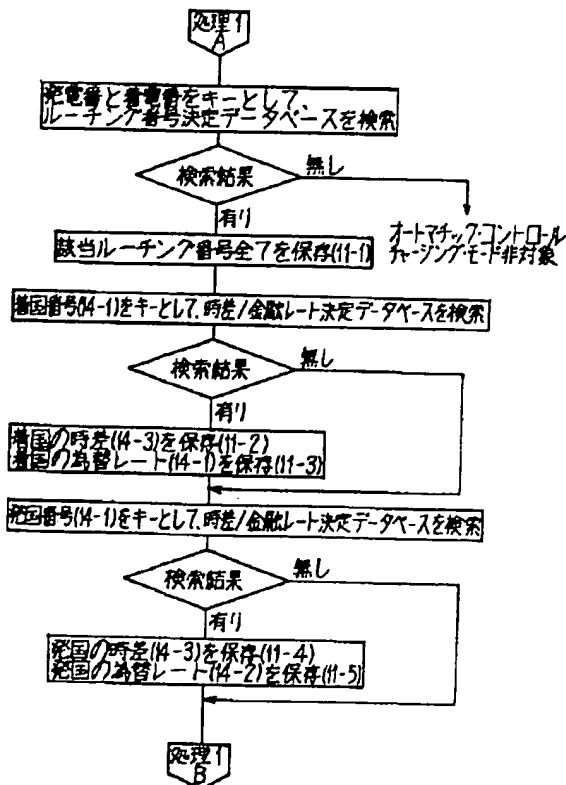 処理1
A
発電番と着電番をキーとして、
ルーチング番号決定データベースを検索
検索結果
無し
有り
オートマチック・コントロール
チャージング・モード非対象
該当ルーチング番号全てを保存(11-1)
着国番号(14-1)をキーとして、時差/金融レート決定データベースを検索
検索結果
無し
有り
着国の時差(14-3)を保存(11-2)
着国の為替レート(14-1)を保存(11-3)
発国番号(14-1)をキーとして、時差/金融レート決定データベースを検索
検索結果
無し
有り
発国の時差(14-3)を保存(11-4)
発国の為替レート(14-2)を保存(11-5)
処理1
B